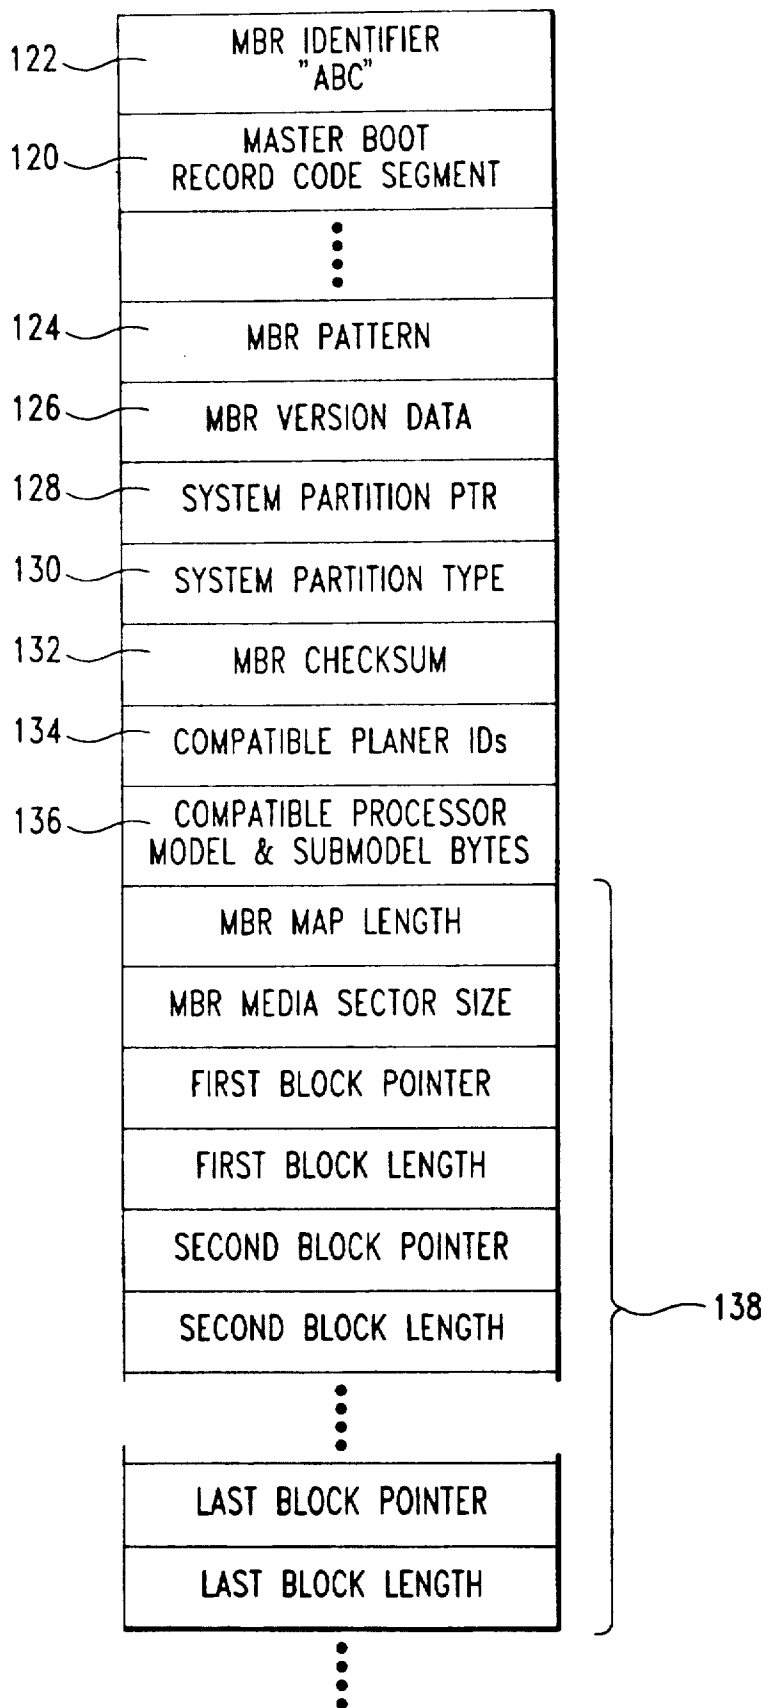 122
MBR IDENTIFIER
"ABC"
120
MASTER BOOT
RECORD CODE SEGMENT
124
MBR PATTERN
126
MBR VERSION DATA
128
SYSTEM PARTITION PTR
130
SYSTEM PARTITION TYPE
132
MBR CHECKSUM
134
COMPATIBLE PLANER IDs
136
COMPATIBLE PROCESSOR
MODEL & SUBMODEL BYTES
MBR MAP LENGTH
MBR MEDIA SECTOR SIZE
FIRST BLOCK POINTER
FIRST BLOCK LENGTH
SECOND BLOCK POINTER
SECOND BLOCK LENGTH
138
LAST BLOCK POINTER
LAST BLOCK LENGTH